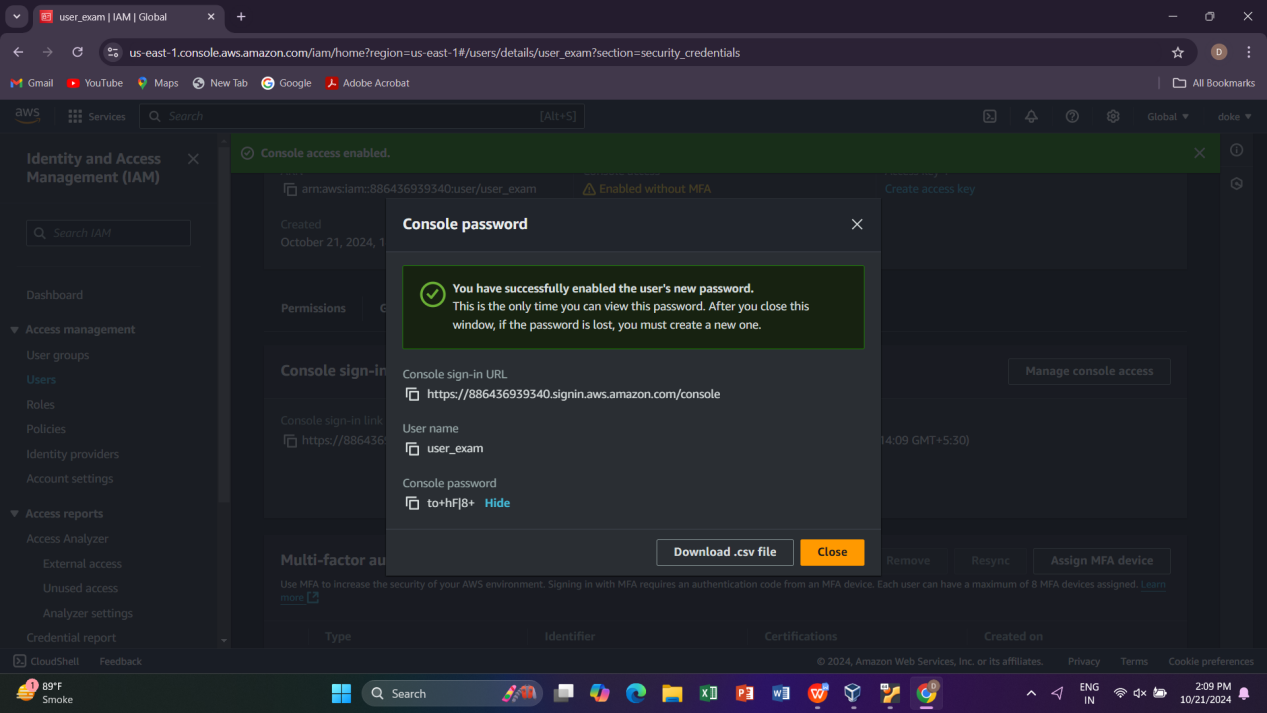 user_exam | IAM | Global
us-east-1.console.aws.amazon.com/iam/home?region=us-east-1#/users/details/user_exam?section=security_credentials
D
Gmail
YouTube
Maps
New Tab
Google
Adobe Acrobat
All Bookmarks
aws
Services
Search
[Alt+S]
Global
doke
Identity and Access
Management (IAM)
Search IAM
Dashboard
Access management
User groups
Users
Roles
Policies
Identity providers
Account settings
Access reports
Access Analyzer
External access
Unused access
Analyzer settings
Credential report
Console access enabled.
arn:aws:iam::886436939340:user/user_exam
Enabled without MFA
Create access key
Created
October 21, 2024, 1
Permissions
G
Console sign-in
Manage console access
Console sign-in link
https://88643
14:09 GMT+5:30)
Console password
You have successfully enabled the user's new password.
This is the only time you can view this password. After you close this
window, if the password is lost, you must create a new one.
Console sign-in URL
https://886436939340.signin.aws.amazon.com/console
User name
user_exam
Console password
to+hF|8+ Hide
Download .csv file
Close
Multi-factor au
Remove
Resync
Assign MFA device
Use MFA to increase the security of your AWS environment. Signing in with MFA requires an authentication code from an MFA device. Each user can have a maximum of 8 MFA devices assigned. Learn
more
Type
Identifier
Certifications
Created on
CloudShell
Feedback
© 2024, Amazon Web Services, Inc. or its affiliates.
Privacy
Terms
Cookie preferences
1
89°F
Smoke
Search
ENG
IN
2:09 PM
10/21/2024